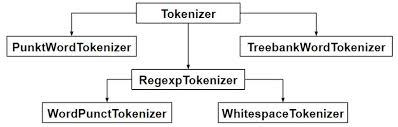 Tokenizer
PunktWordTokenizer
TreebankWordTokenizer
RegexpTokenizer
WordPunctTokenizer
WhitespaceTokenizer